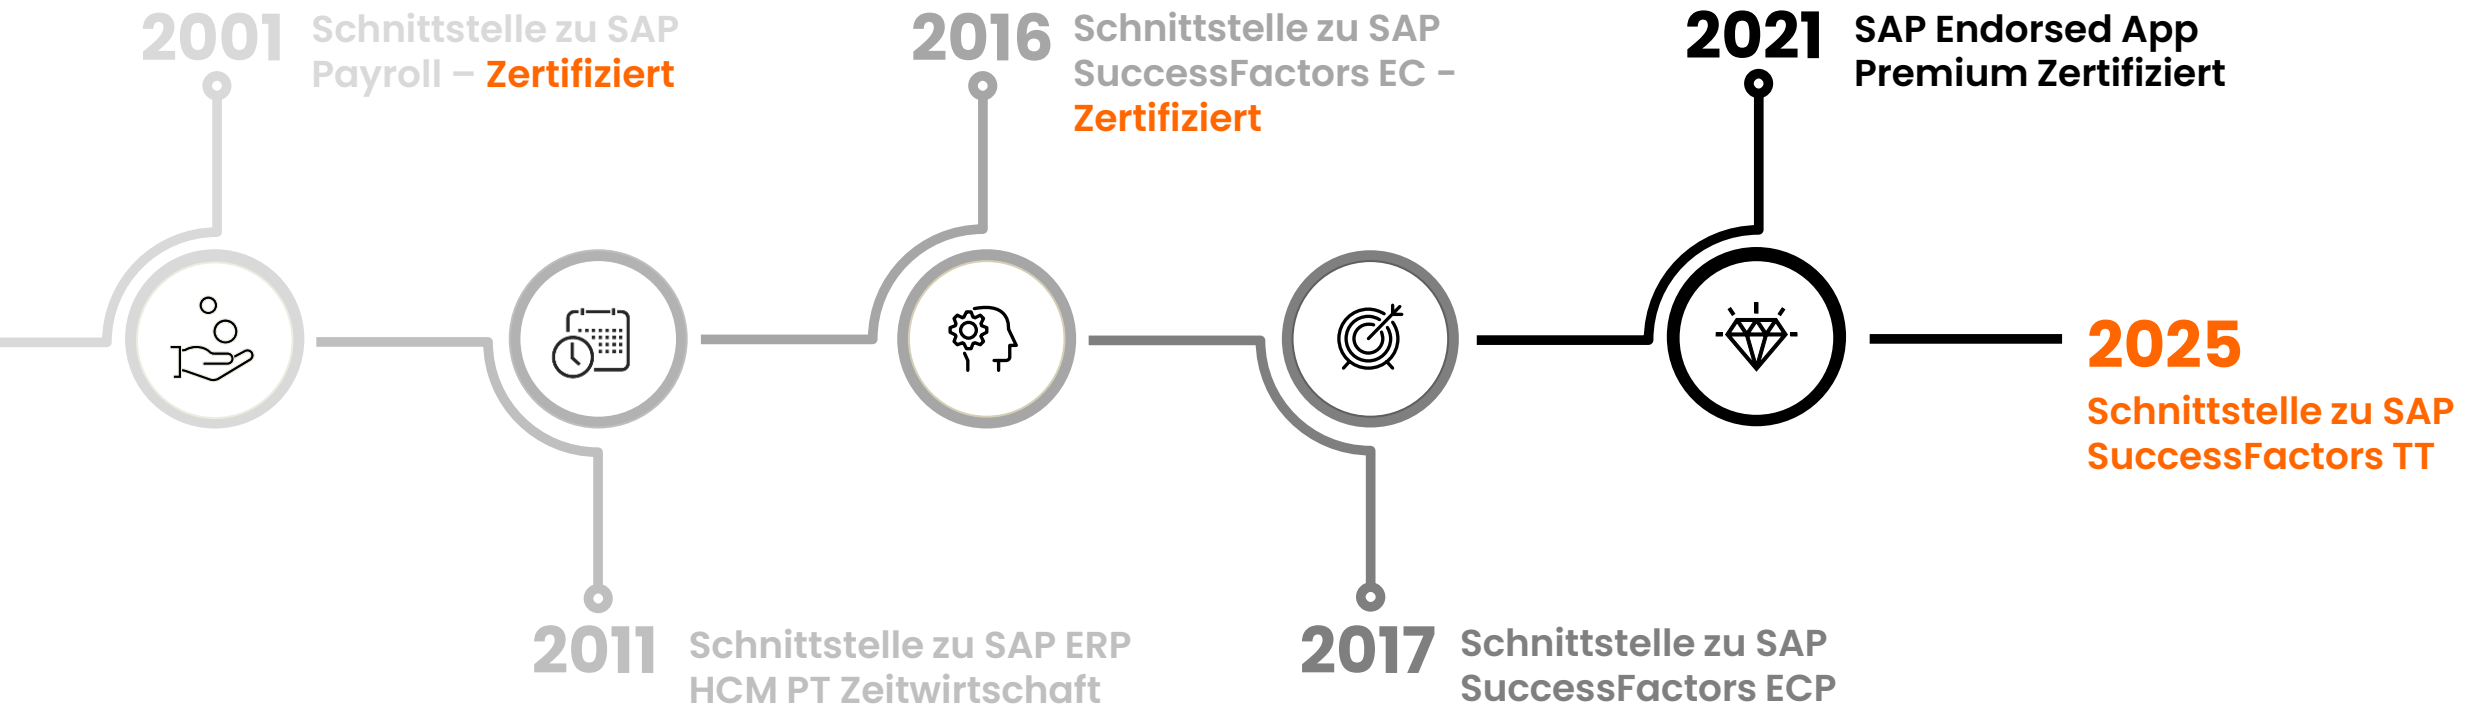 2001
Schnittstelle zu SAP
Payroll – Zertifiziert
2011
Schnittstelle zu SAP ERP
HCM PT Zeitwirtschaft
2016
Schnittstelle zu SAP
SuccessFactors EC -
Zertifiziert
2017
Schnittstelle zu SAP
SuccessFactors ECP
2021
SAP Endorsed App
Premium Zertifiziert
2025
Schnittstelle zu SAP
SuccessFactors TT